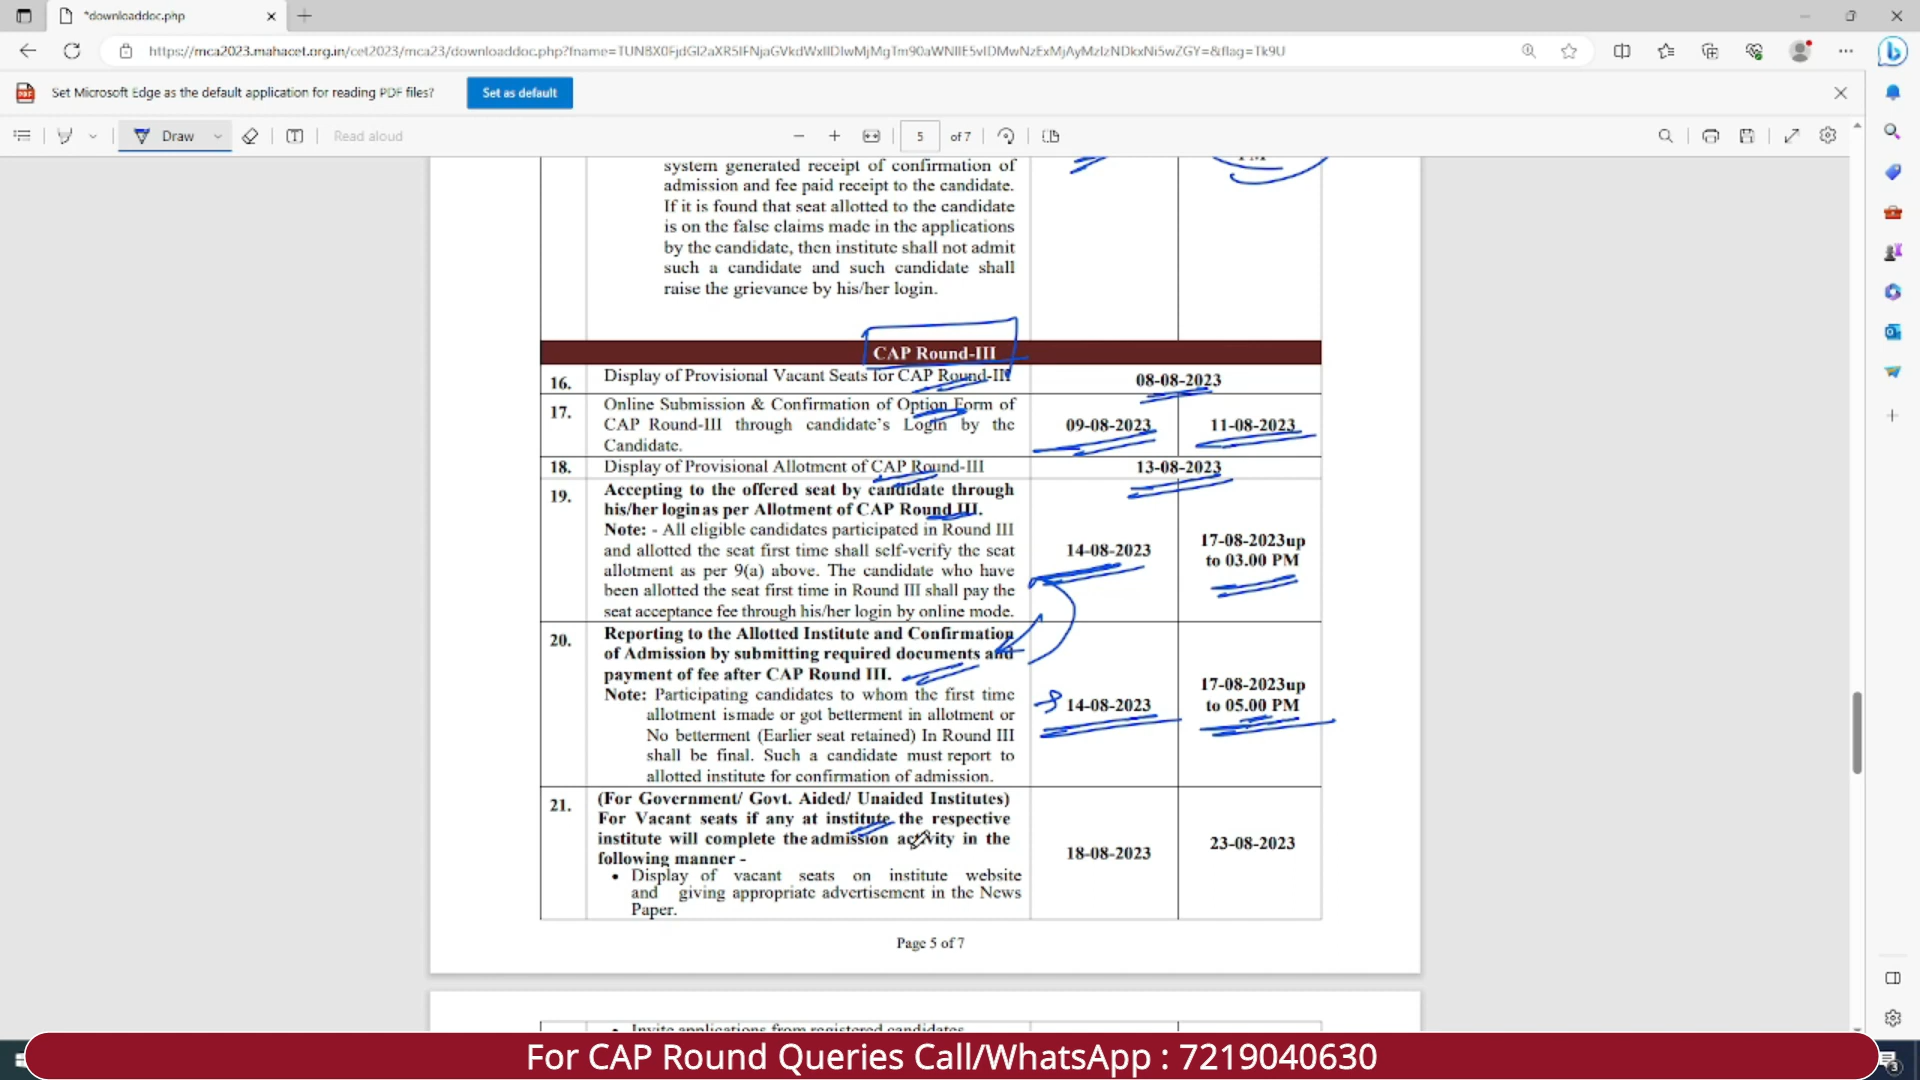 *downloaddoc.php
Set Microsoft Edge as the default application for reading PDF files?
Set as default
Draw
Read aloud
5
of 7
system generated receipt of confirmation of
admission and fee paid receipt to the candidate.
If it is found that seat allotted to the candidate
is on the false claims made in the applications
by the candidate, then institute shall not admit
such a candidate and such candidate shall
raise the grievance by his/her login.
CAP Round-III
16.
Display of Provisional Vacant Seats for CAP Round-III
08-08-2023
17.
Online Submission & Confirmation of Option Form of
CAP Round-III through candidate's Login by the
Candidate.
09-08-2023
11-08-2023
18.
Display of Provisional Allotment of CAP Round-III
13-08-2023
19.
Accepting to the offered seat by candidate through
his/her login as per Allotment of CAP Round III.
Note: - All eligible candidates participated in Round III
and allotted the seat first time shall self-verify the seat
allotment as per 9(a) above. The candidate who have
been allotted the seat first time in Round III shall pay the
seat acceptance fee through his/her login by online mode.
14-08-2023
17-08-2023up
to 03.00 PM
20.
Reporting to the Allotted Institute and Confirmation
of Admission by submitting required documents and
payment of fee after CAP Round III.
Note: Participating candidates to whom the first time
allotment ismade or got betterment in allotment or
No betterment (Earlier seat retained) In Round III
shall be final. Such a candidate must report to
allotted institute for confirmation of admission.
14-08-2023
17-08-2023up
to 05.00 PM
21.
(For Government/ Govt. Aided/ Unaided Institutes)
For Vacant seats if any at institute the respective
institute will complete the admission activity in the
following manner -
• Display of vacant seats on institute website
and giving appropriate advertisement in the News
Paper.
18-08-2023
23-08-2023
Page 5 of 7
• Invite applications from registered candidates
For CAP Round Queries Call/WhatsApp : 7219040630